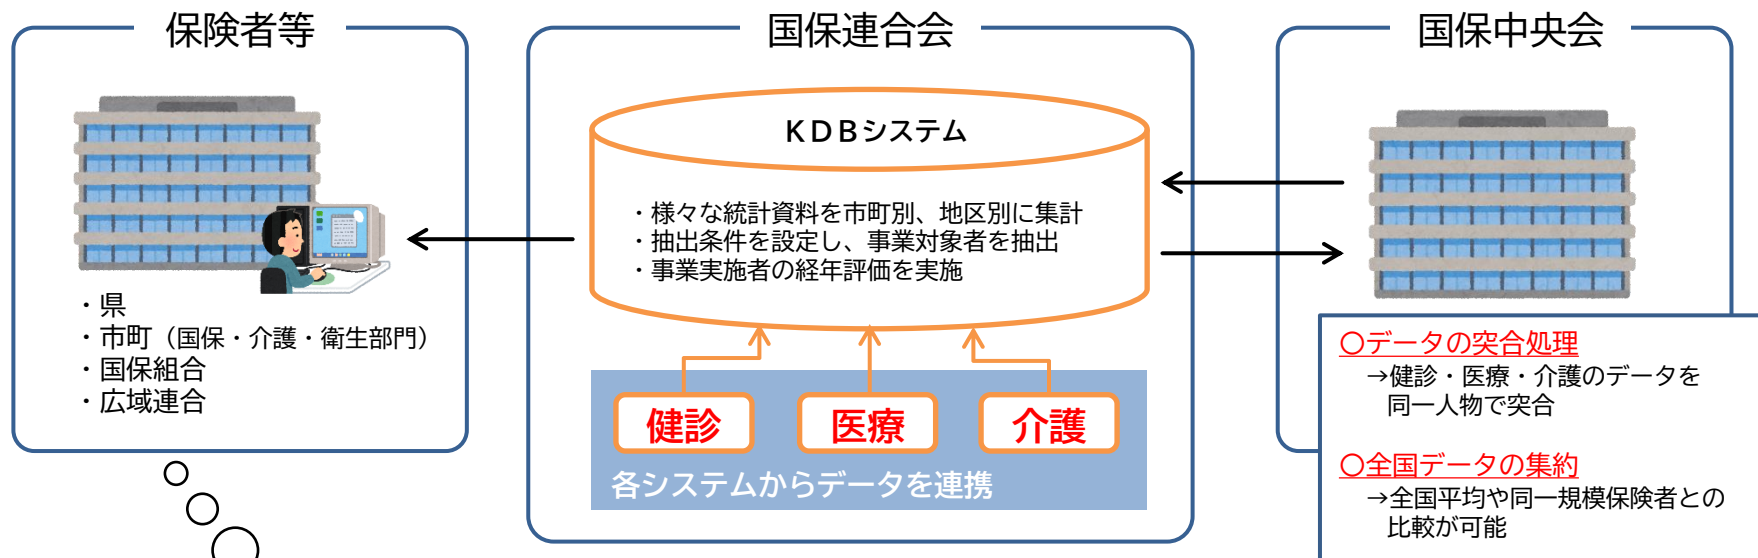 保険者等
・県
・市町（国保・介護・衛生部門）
・国保組合
・広域連合
国保連合会
ＫＤＢシステム
・様々な統計資料を市町別、地区別に集計
・抽出条件を設定し、事業対象者を抽出
・事業実施者の経年評価を実施
健診
医療
介護
各システムからデータを連携
国保中央会
〇データの突合処理
→健診・医療・介護のデータを
同一人物で突合
〇全国データの集約
→全国平均や同一規模保険者との
比較が可能